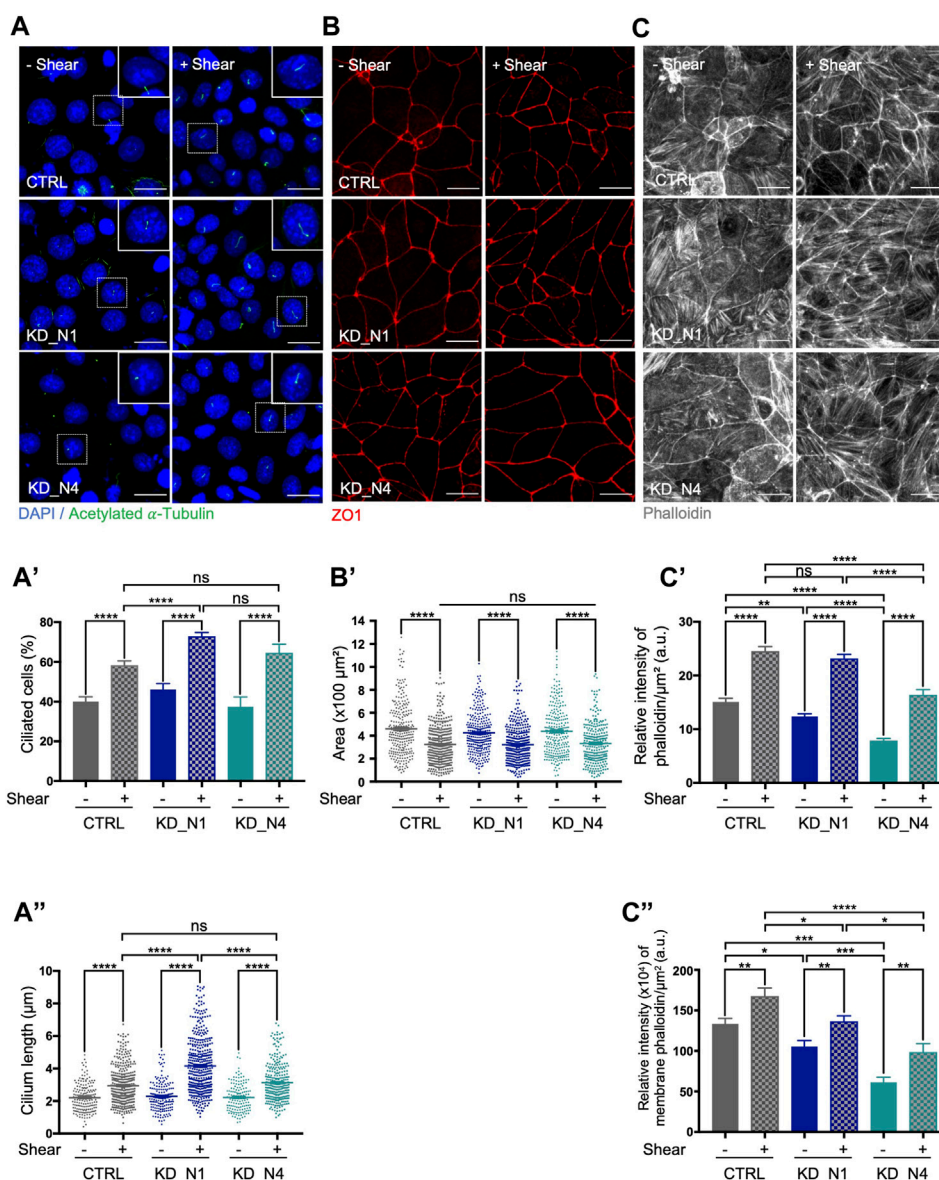 A
B
C
- Shear
+ Shear
- Shear
+ Shear
- Shear
+ Shear
CTRL
CTRL
CTRL
KD_N1
KD_N1
KD_N1
KD_N4
KD_N4
KD_N4
DAPI / Acetylated α-Tubulin
ZO1
Phalloidin
A'
ns
**** ns
**** **** ****
Ciliated cells (%)
80
60
40
20
0
Shear - + - + - +
CTRL KD_N1 KD_N4
B'
ns
**** **** ****
Area (x100 µm²)
14
12
10
8
6
4
2
0
Shear - + - + - +
CTRL KD_N1 KD_N4
C'
****
ns ****
****
** ****
**** **** ****
Relative intensity of
phalloidin/µm² (a.u.)
30
20
10
0
Shear - + - + - +
CTRL KD_N1 KD_N4
A"
ns
**** ****
**** **** ****
Cilium length (µm)
10
8
6
4
2
0
Shear - + - + - +
CTRL KD N1 KD N4
C"
****
* *
***
* ***
** ** **
Relative intensity (x10⁴) of
membrane phalloidin/µm² (a.u.)
200
150
100
50
0
Shear - + - + - +
CTRL KD N1 KD N4